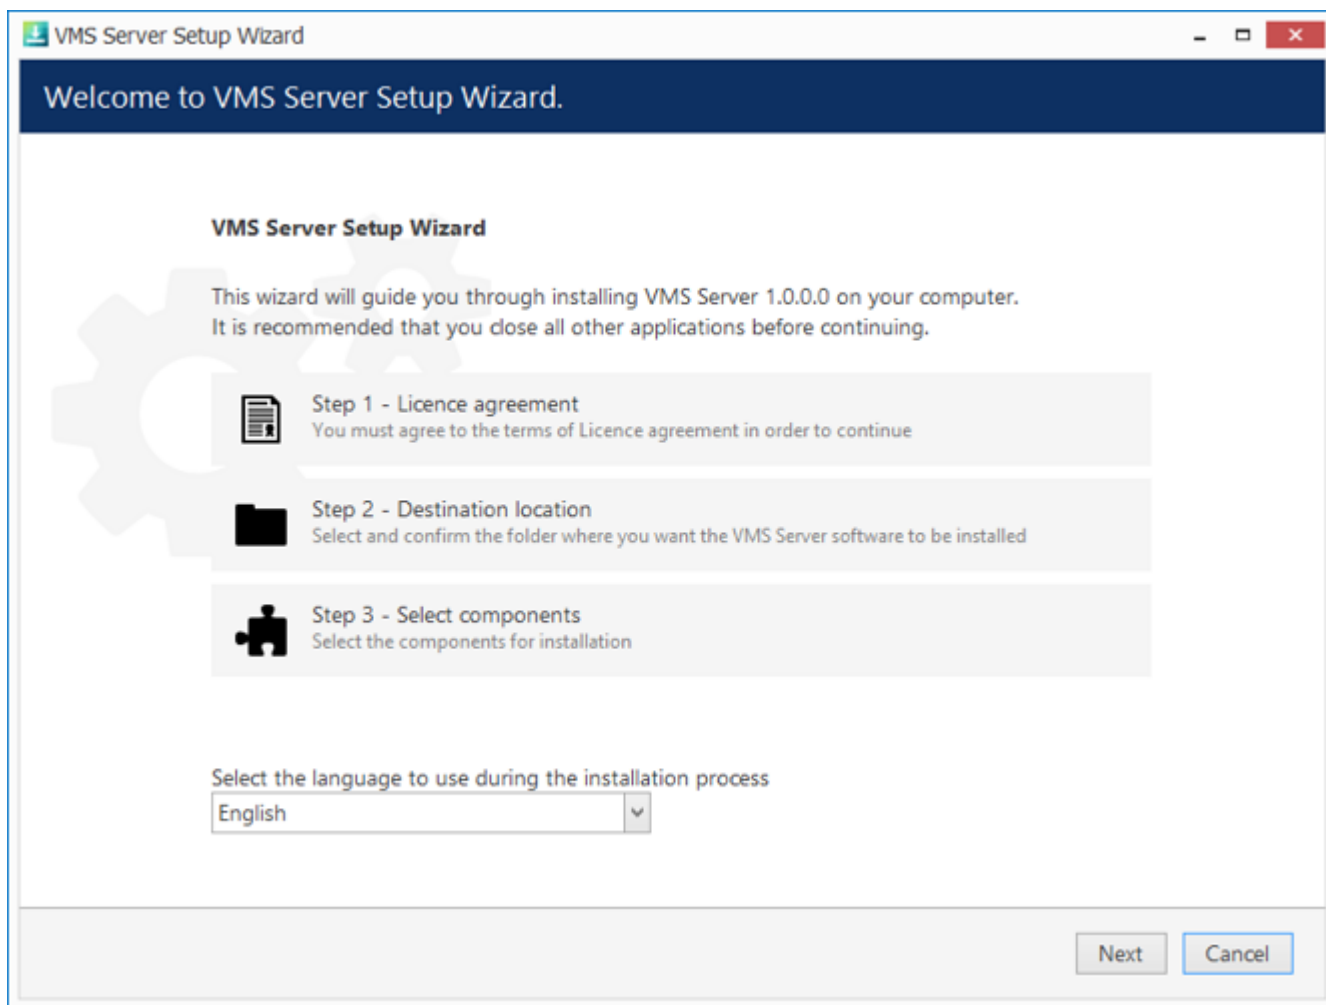 VMS Server Setup Wizard
Welcome to VMS Server Setup Wizard.
VMS Server Setup Wizard
This wizard will guide you through installing VMS Server 1.0.0.0 on your computer.
It is recommended that you close all other applications before continuing.
Step 1 - Licence agreement
You must agree to the terms of Licence agreement in order to continue
Step 2 - Destination location
Select and confirm the folder where you want the VMS Server software to be installed
Step 3 - Select components
Select the components for installation
Select the language to use during the installation process
English
Next Cancel